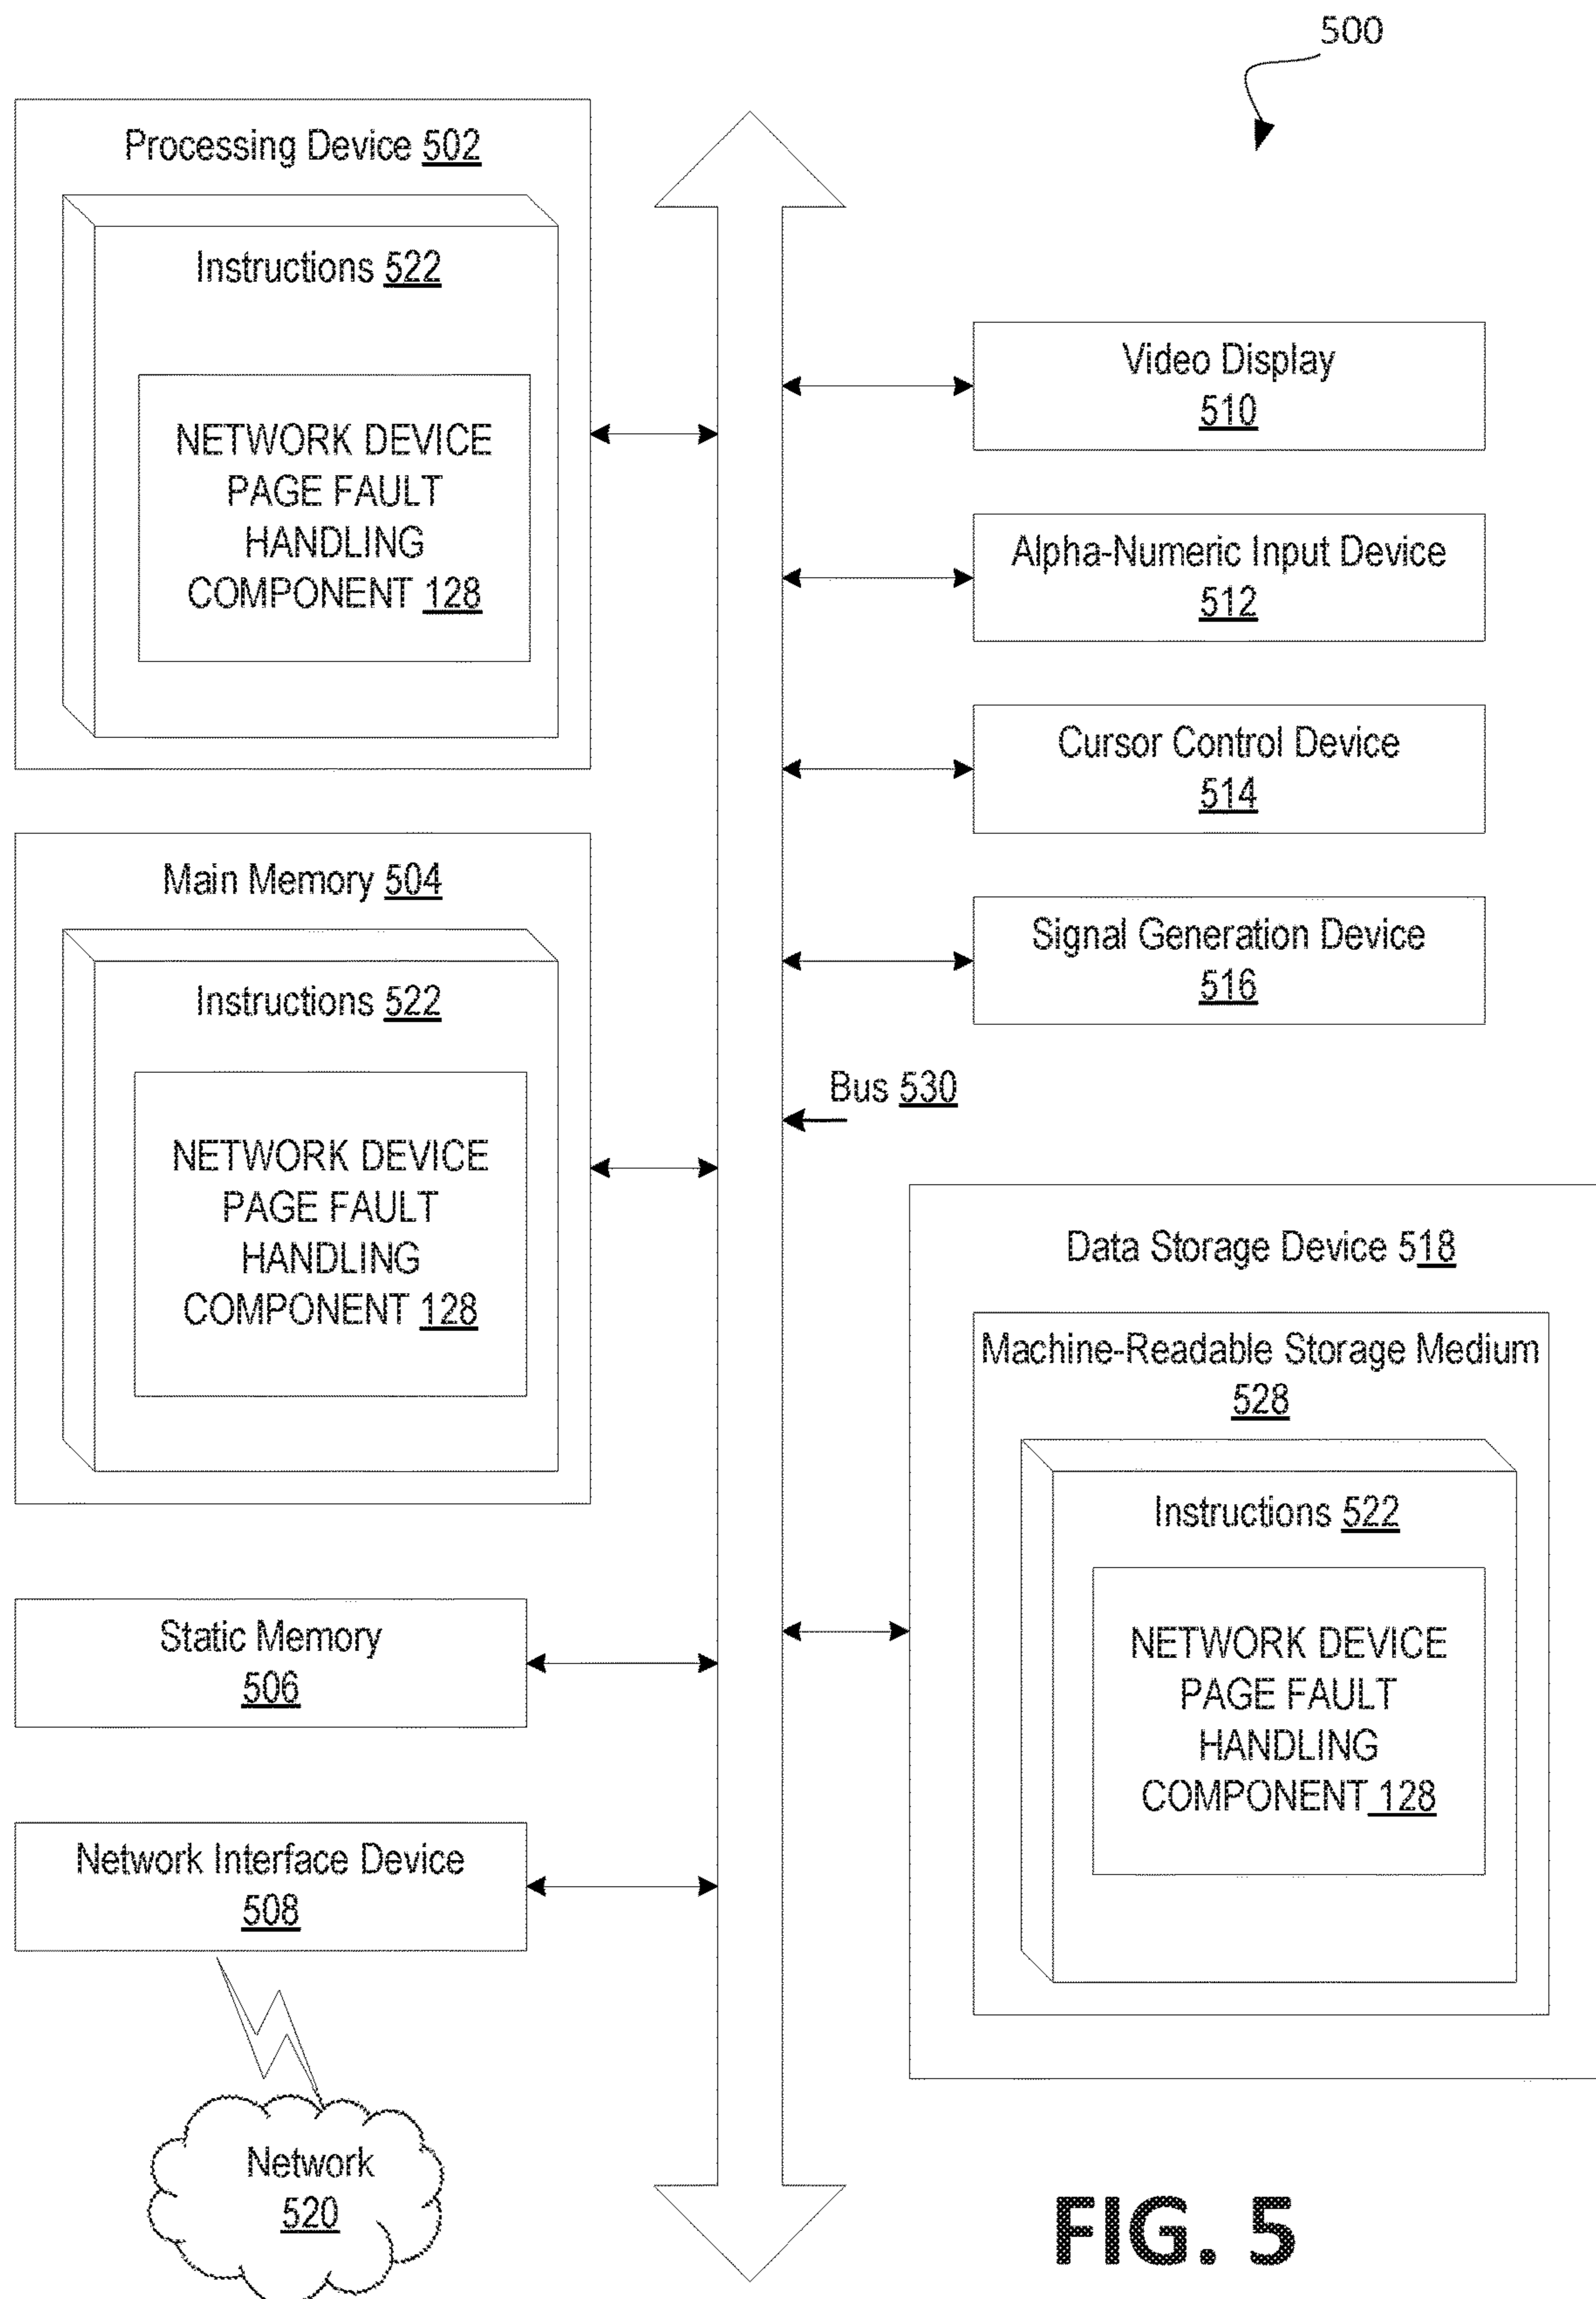 500
Processing Device 502
Instructions 522
NETWORK DEVICE
PAGE FAULT
HANDLING
COMPONENT 128
Main Memory 504
Instructions 522
NETWORK DEVICE
PAGE FAULT
HANDLING
COMPONENT 128
Static Memory
506
Network Interface Device
508
Network
520
Video Display
510
Alpha-Numeric Input Device
512
Cursor Control Device
514
Signal Generation Device
516
Bus 530
Data Storage Device 518
Machine-Readable Storage Medium
528
Instructions 522
NETWORK DEVICE
PAGE FAULT
HANDLING
COMPONENT 128
FIG. 5